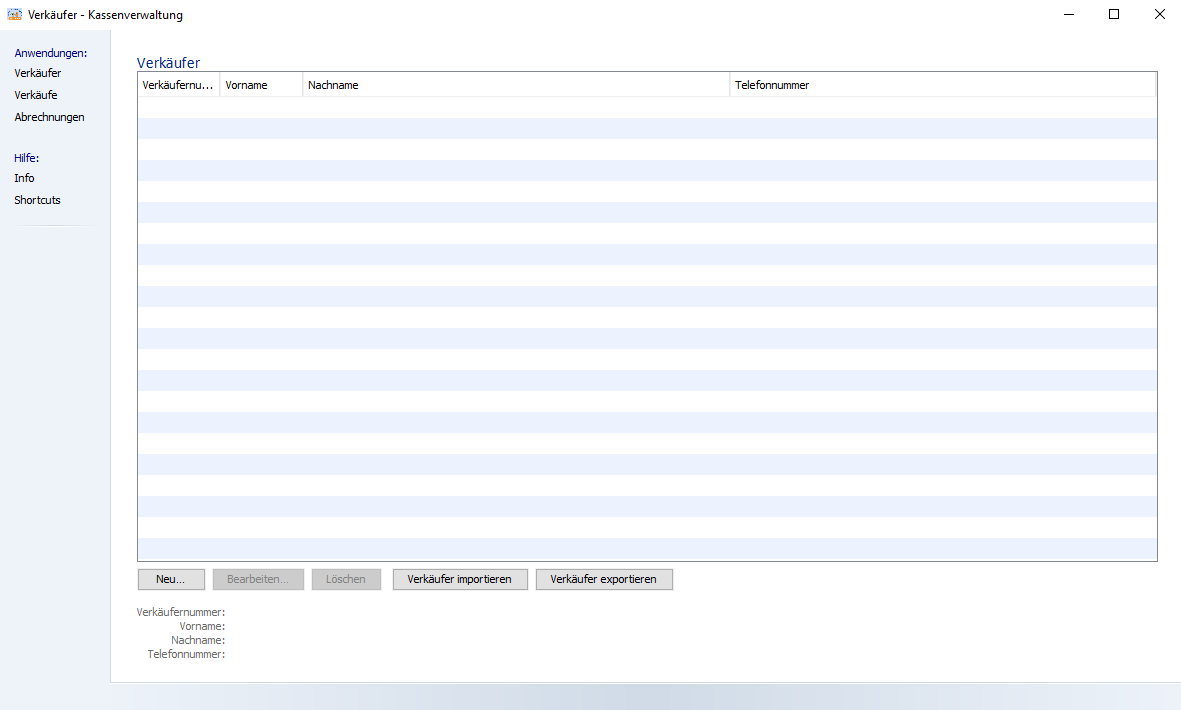 Verkäufer - Kassenverwaltung
Anwendungen:
Verkäufer
Verkäufe
Abrechnungen
Hilfe:
Info
Shortcuts
Verkäufer
Verkäufernu... Vorname Nachname Telefonnummer
Neu... Bearbeiten... Löschen Verkäufer importieren Verkäufer exportieren
Verkäufernummer:
Vorname:
Nachname:
Telefonnummer: